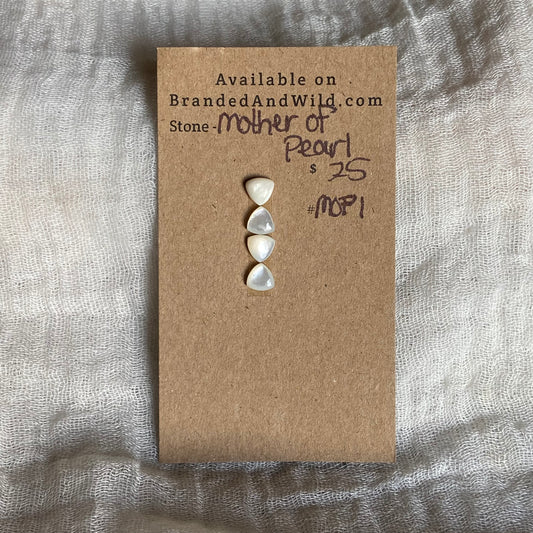 Available on
BrandedAndWild.com
Stone - Mother of
Pearl
$ 25
#MOP1